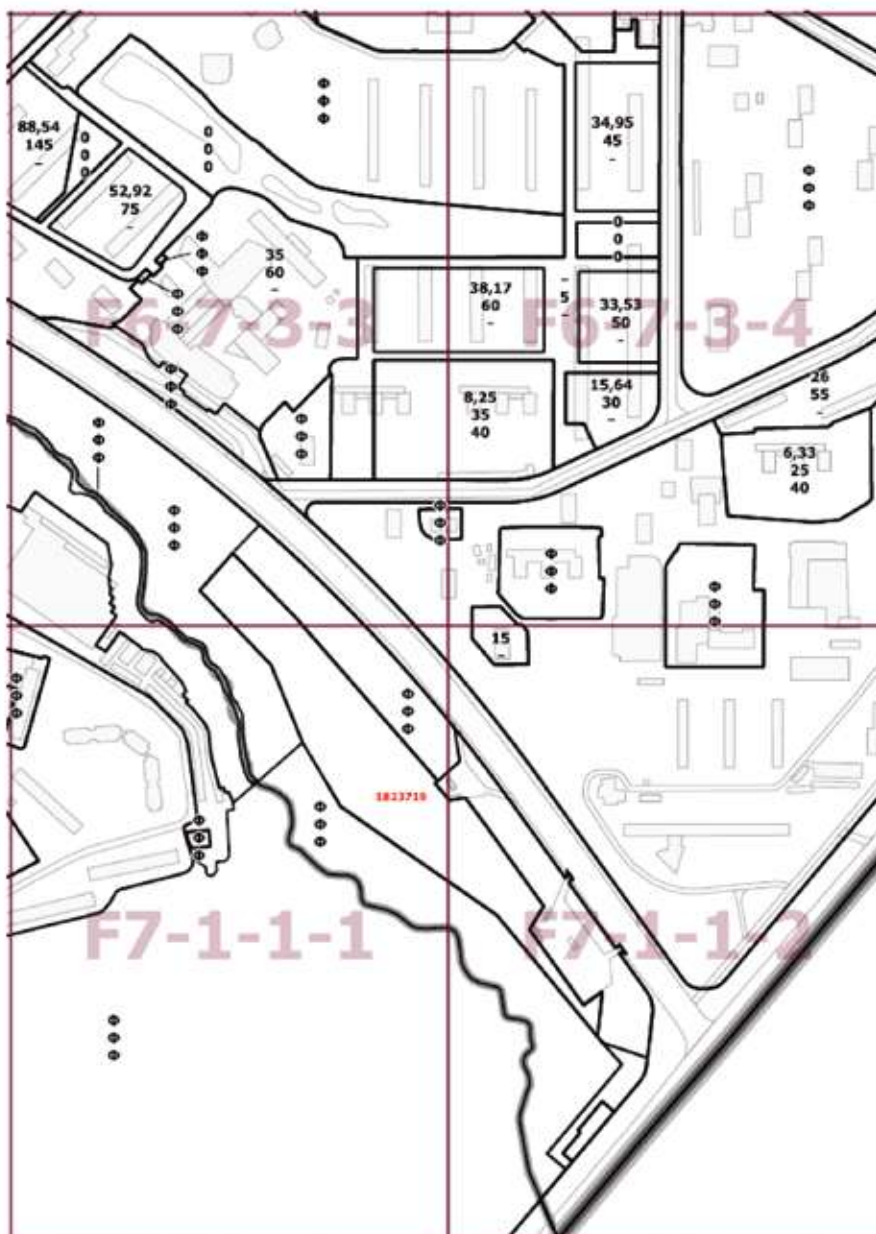 Ф
Ф
Ф
88,54
145
-
0
0
0
0
0
0
52,92
75
-
34,95
45
-
Ф
Ф
Ф
0
0
0
Ф
Ф
Ф
35
60
-
Ф
Ф
Ф
38,17
60
-
-
5
-
33,53
50
-
F6-7-3-3
F6-7-3-4
Ф
Ф
Ф
8,25
35
40
15,64
30
-
26
55
-
Ф
Ф
Ф
Ф
Ф
Ф
6,33
25
40
Ф
Ф
Ф
Ф
Ф
Ф
Ф
Ф
Ф
Ф
Ф
Ф
15
-
Ф
Ф
Ф
Ф
Ф
Ф
1823718
Ф
Ф
Ф
Ф
Ф
Ф
F7-1-1-1
F7-1-1-2
Ф
Ф
Ф